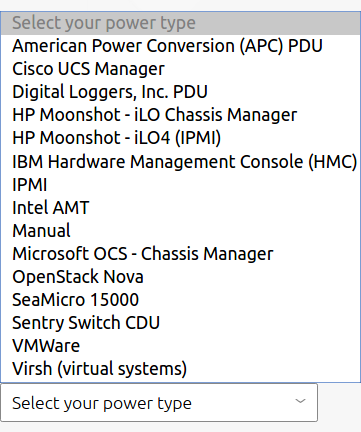 Select your power type
American Power Conversion (APC) PDU
Cisco UCS Manager
Digital Loggers, Inc. PDU
HP Moonshot - iLO Chassis Manager
HP Moonshot - iLO4 (IPMI)
IBM Hardware Management Console (HMC)
IPMI
Intel AMT
Manual
Microsoft OCS - Chassis Manager
OpenStack Nova
SeaMicro 15000
Sentry Switch CDU
VMWare
Virsh (virtual systems)
Select your power type